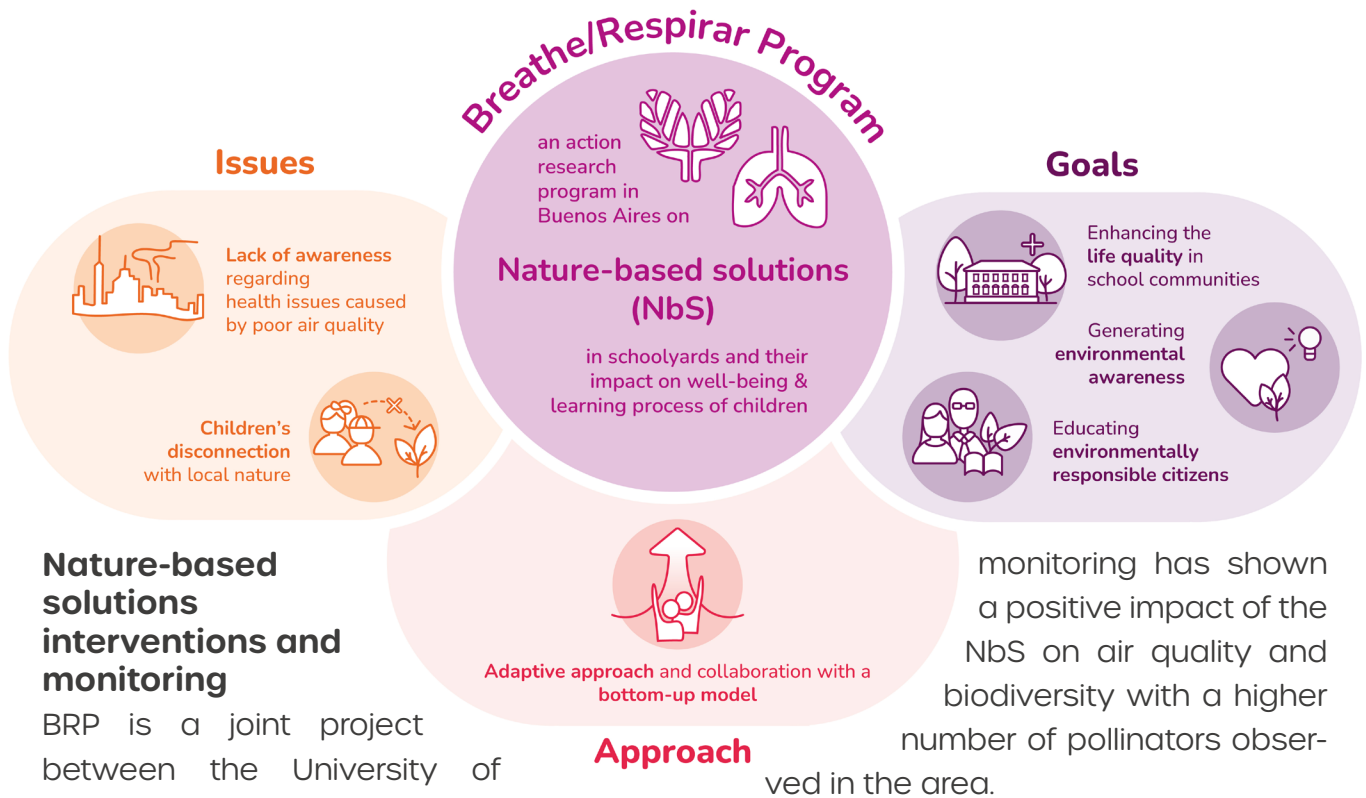 Breathe/Respirar Program
an action
research
program in
Buenos Aires on
Nature-based solutions
(NbS)
in schoolyards and their
impact on well-being &
learning process of children
Issues
Lack of awareness
regarding
health issues caused
by poor air quality
Children's
disconnection
with local nature
Goals
Enhancing the
life quality in
school communities
Generating
environmental
awareness
Educating
environmentally
responsible citizens
Adaptive approach and collaboration with a
bottom-up model
Approach
Nature-based
solutions
interventions and
monitoring
BRP is a joint project
between the University of
monitoring has shown
a positive impact of the
NbS on air quality and
biodiversity with a higher
number of pollinators obser-
ved in the area.